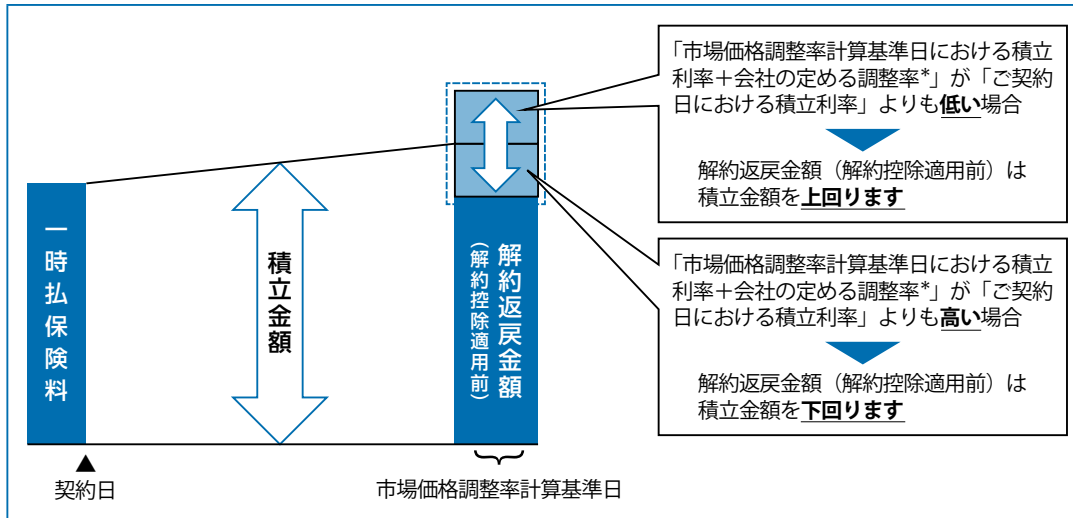 「市場価格調整率計算基準日における積立
利率＋会社の定める調整率*」が「ご契約
日における積立利率」よりも低い場合
解約返戻金額（解約控除適用前）は
積立金額を上回ります
一時払保険料
積立金額
解約返戻金額
（解約控除適用前）
「市場価格調整率計算基準日における積立
利率＋会社の定める調整率*」が「ご契約
日における積立利率」よりも高い場合
解約返戻金額（解約控除適用前）は
積立金額を下回ります
▲
契約日
市場価格調整率計算基準日